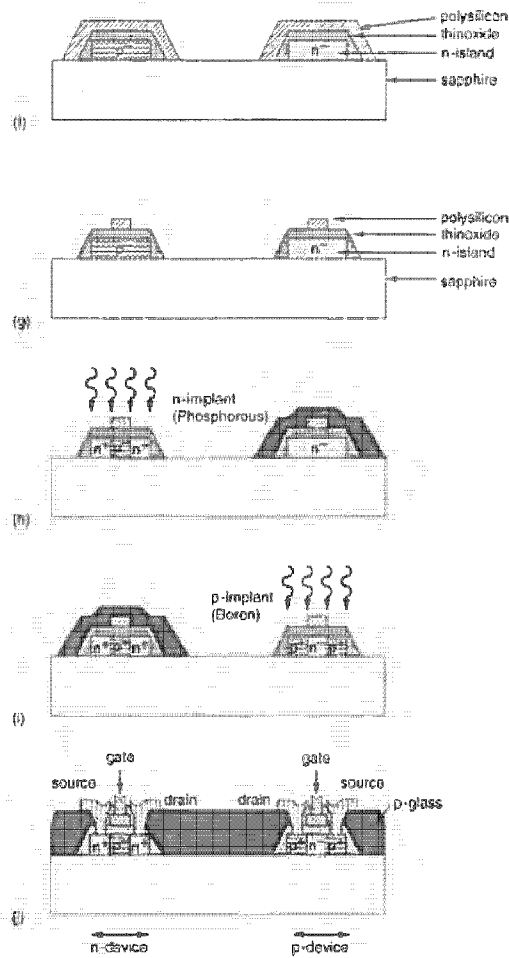 polysilicon
thinoxide
p⁻ n⁻ n-island
sapphire
(f)
polysilicon
thinoxide
p⁻ n⁻ n-island
sapphire
(g)
n-implant
(Phosphorous)
n⁺ p⁻ n⁺ n⁻
(h)
p-implant
(Boron)
n⁺ p⁻ n⁺ p⁺ n⁻ p⁺
(i)
gate gate
source drain drain source
p-glass
n⁺ p⁻ n⁺ p⁺ n⁻ p⁺
(j)
n-device p-device